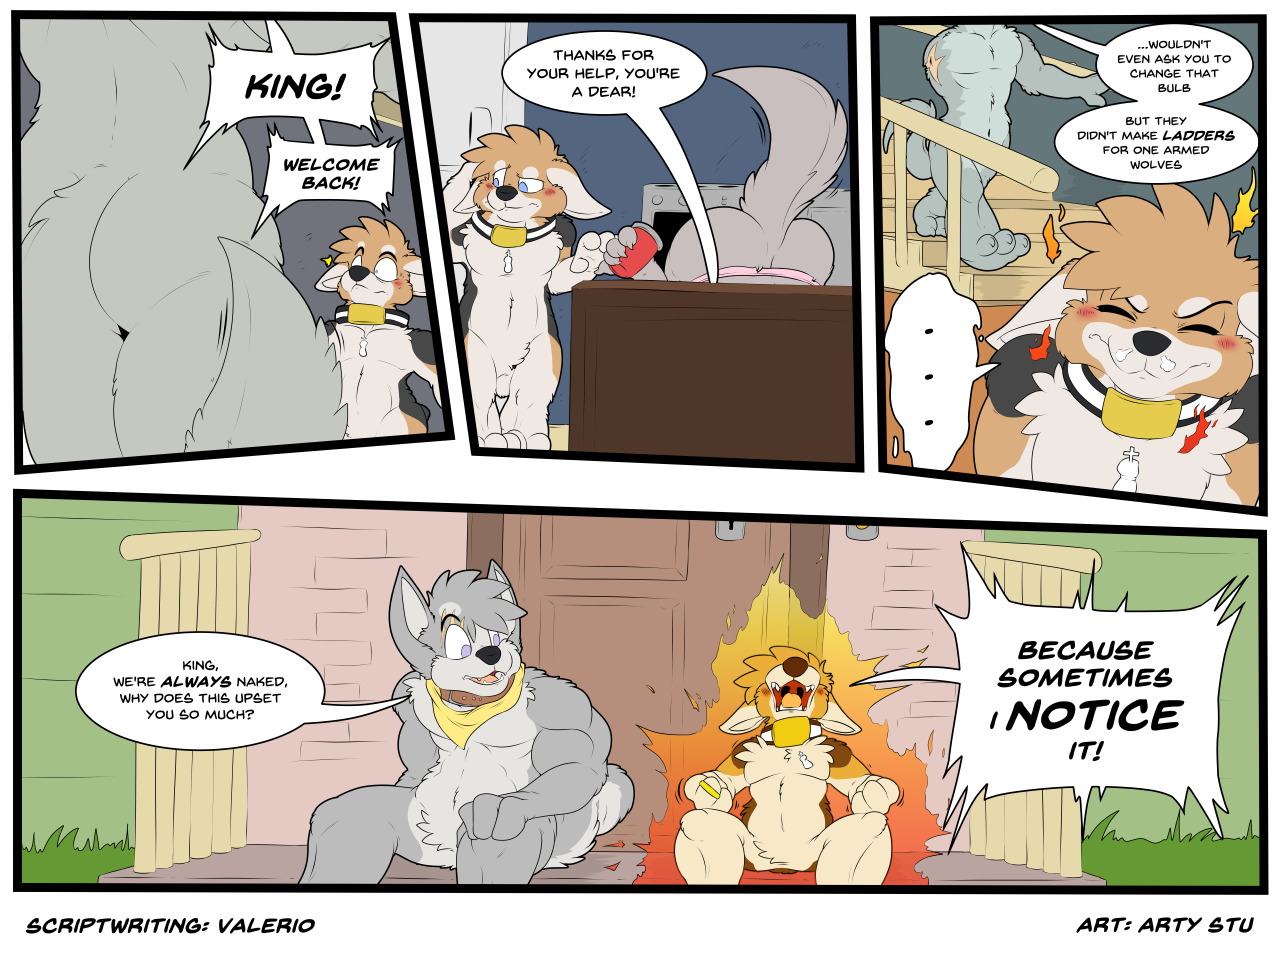 KING!
WELCOME
BACK!
THANKS FOR
YOUR HELP, YOU'RE
A DEAR!
...WOULDN'T
EVEN ASK YOU TO
CHANGE THAT
BULB
BUT THEY
DIDN'T MAKE LADDERS
FOR ONE ARMED
WOLVES
...
KING,
WE'RE ALWAYS NAKED,
WHY DOES THIS UPSET
YOU SO MUCH?
BECAUSE
SOMETIMES
I NOTICE
IT!
SCRIPTWRITING: VALERIO
ART: ARTY STU